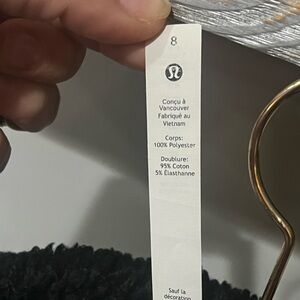 8
Conçu à
Vancouver
Fabriqué au
Vietnam
Corps:
100% Polyester
Doublure:
95% Coton
5% Élasthanne
Sauf la
décoration